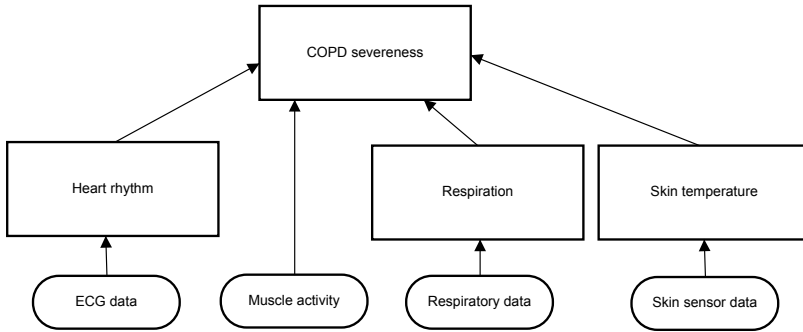 COPD severeness
Heart rhythm
Respiration
Skin temperature
ECG data
Muscle activity
Respiratory data
Skin sensor data